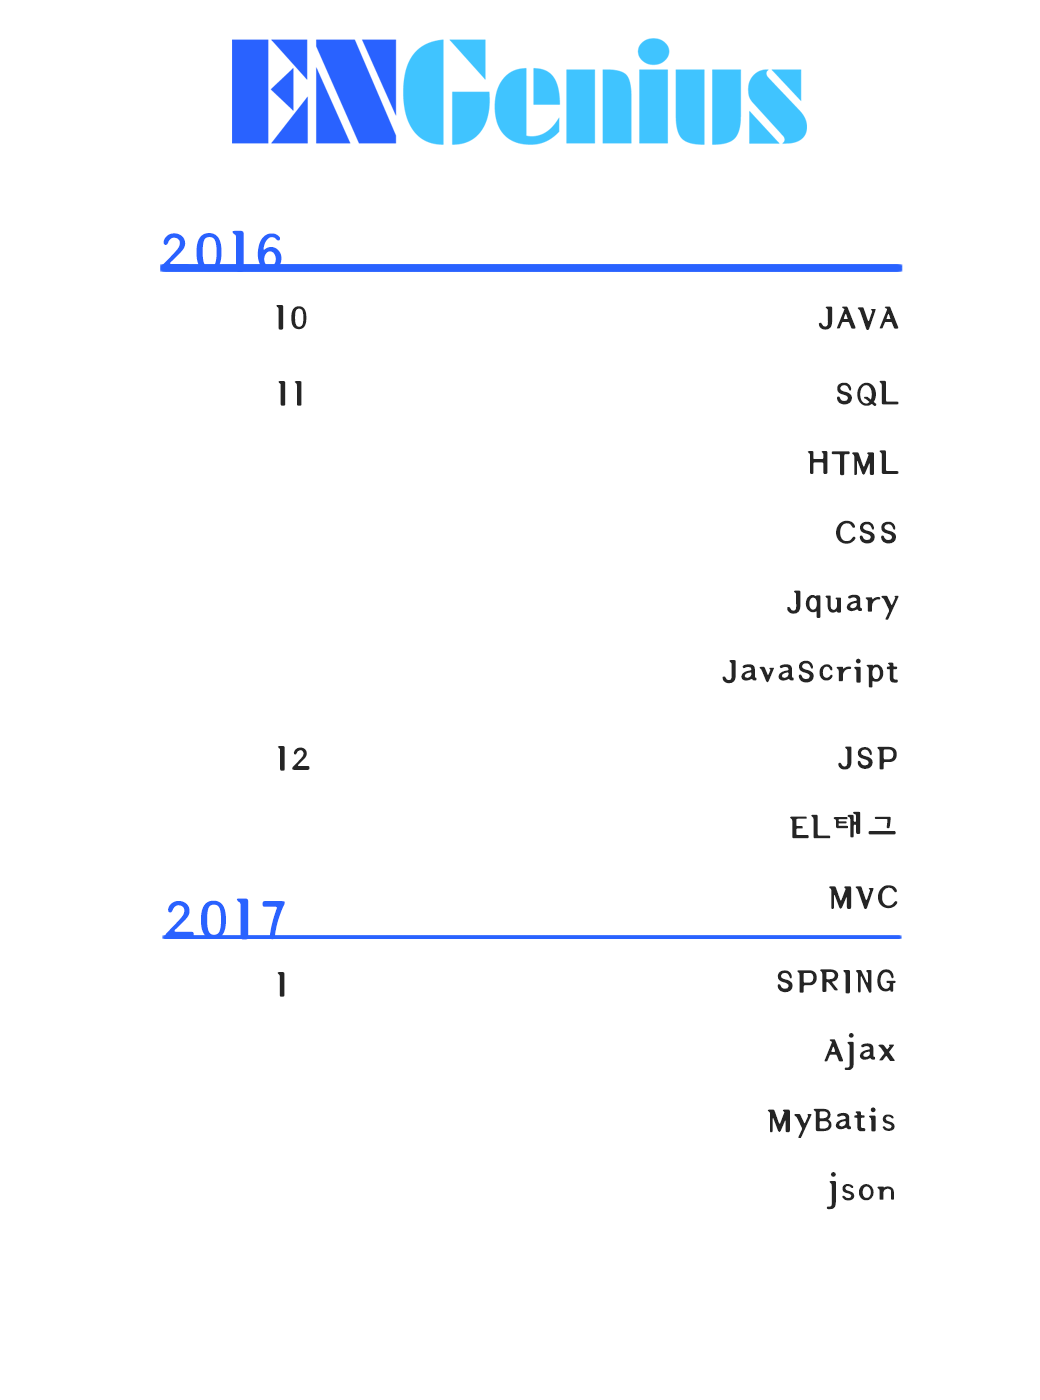 ENGenius
2016
10 JAVA
11 SQL
HTML
CSS
Jquary
JavaScript
12 JSP
EL태그
MVC
2017
1 SPRING
Ajax
MyBatis
json